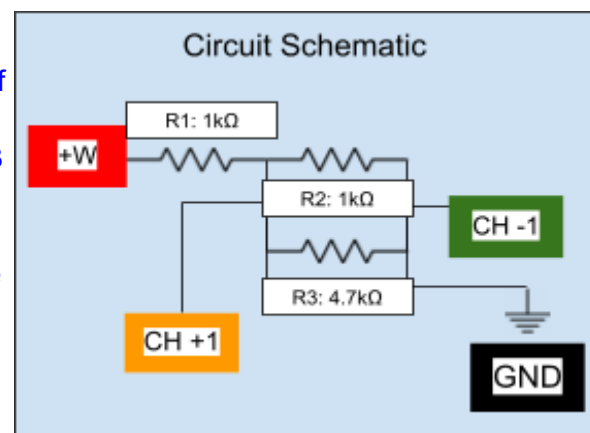 Circuit Schematic
R1: 1kΩ
+W
R2: 1kΩ
CH -1
R3: 4.7kΩ
CH +1
GND